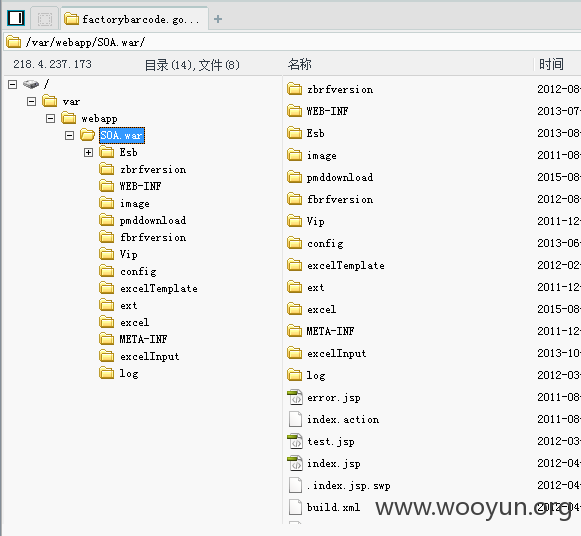 factorybarcode.go... +
/var/webapp/SOA.war/
218.4.237.173 目录(14),文件(8) 名称 时间
/
var
webapp
SOA.war
Esb
zbrfversion
WEB-INF
image
pmddownload
fbrfversion
Vip
config
excelTemplate
ext
excel
META-INF
excelInput
log
zbrfversion 2012-08-
WEB-INF 2013-07-
Esb 2013-08-
image 2011-08-
pmddownload 2015-08-
fbrfversion 2012-08-
Vip 2011-12-
config 2013-06-
excelTemplate 2012-02-
ext 2011-12-
excel 2015-08-
META-INF 2011-12-
excelInput 2013-10-
log 2012-03-
error.jsp 2011-08-
index.action 2011-08-
test.jsp 2012-03-
index.jsp 2012-04-
.index.jsp.swp 2012-04-
build.xml 2012-04-
www.wooyun.org